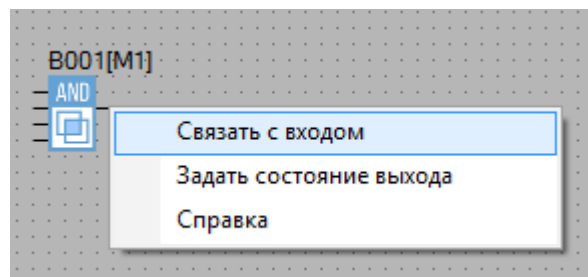 B001[M1]
AND
Связать с входом
Задать состояние выхода
Справка